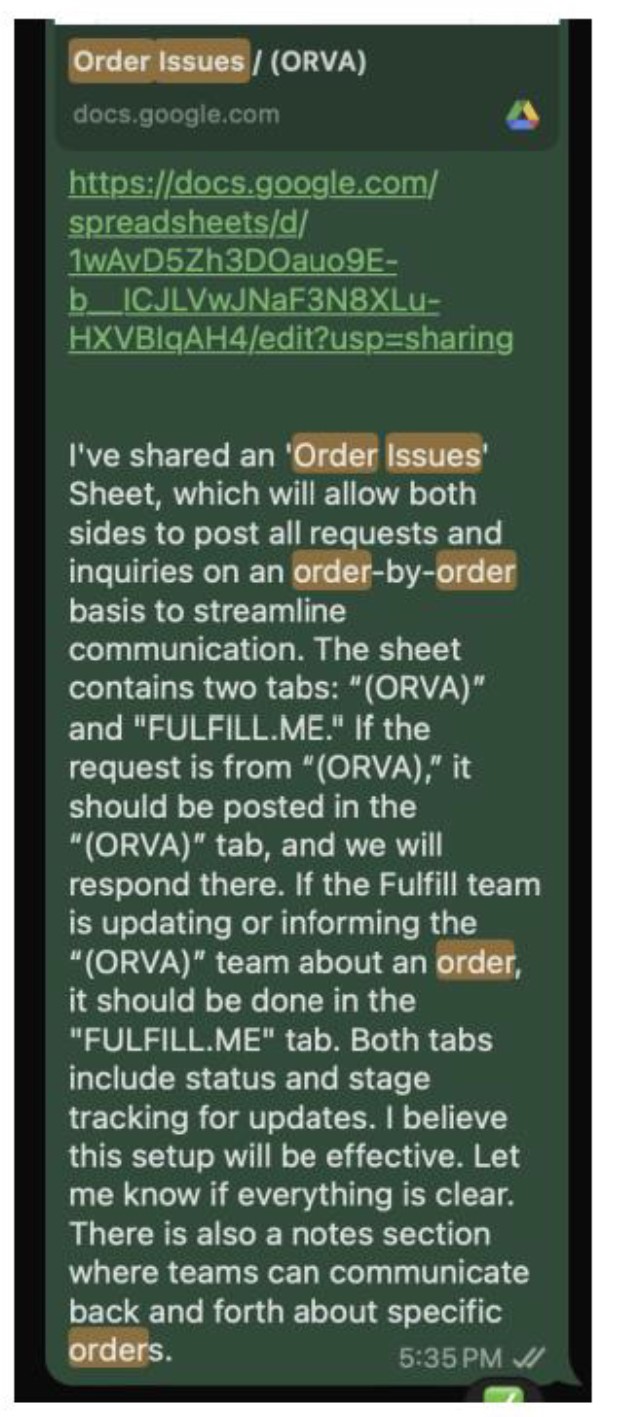 Order Issues / (ORVA)
docs.google.com
https://docs.google.com/
spreadsheets/d/
1wAvD5Zh3DOauo9E-
b__ICJLVwJNaF3N8XLu-
HXVBIqAH4/edit?usp=sharing
I've shared an 'Order Issues'
Sheet, which will allow both
sides to post all requests and
inquiries on an order-by-order
basis to streamline
communication. The sheet
contains two tabs: “(ORVA)”
and "FULFILL.ME." If the
request is from “(ORVA),” it
should be posted in the
“(ORVA)” tab, and we will
respond there. If the Fulfill team
is updating or informing the
“(ORVA)” team about an order,
it should be done in the
"FULFILL.ME" tab. Both tabs
include status and stage
tracking for updates. I believe
this setup will be effective. Let
me know if everything is clear.
There is also a notes section
where teams can communicate
back and forth about specific
orders.
5:35 PM